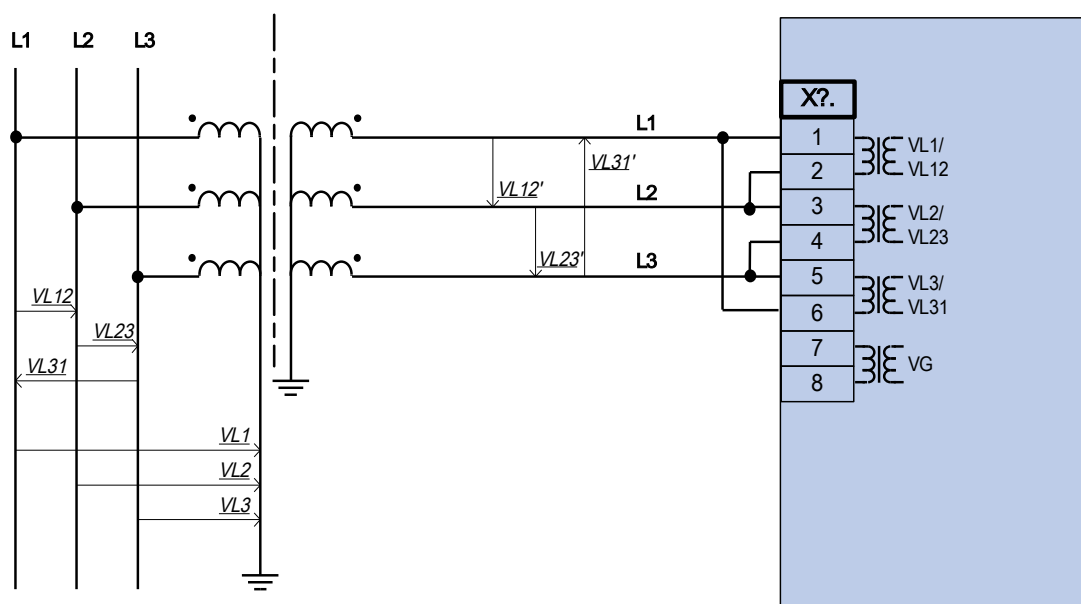 L1 L2 L3
X?.
L1
1
VL1/
VL12
VL31'
2
VL12'
L2
3
VL2/
VL23
4
VL23'
L3
5
VL3/
VL31
6
VL12
VL23
VL31
7
VG
8
VL1
VL2
VL3